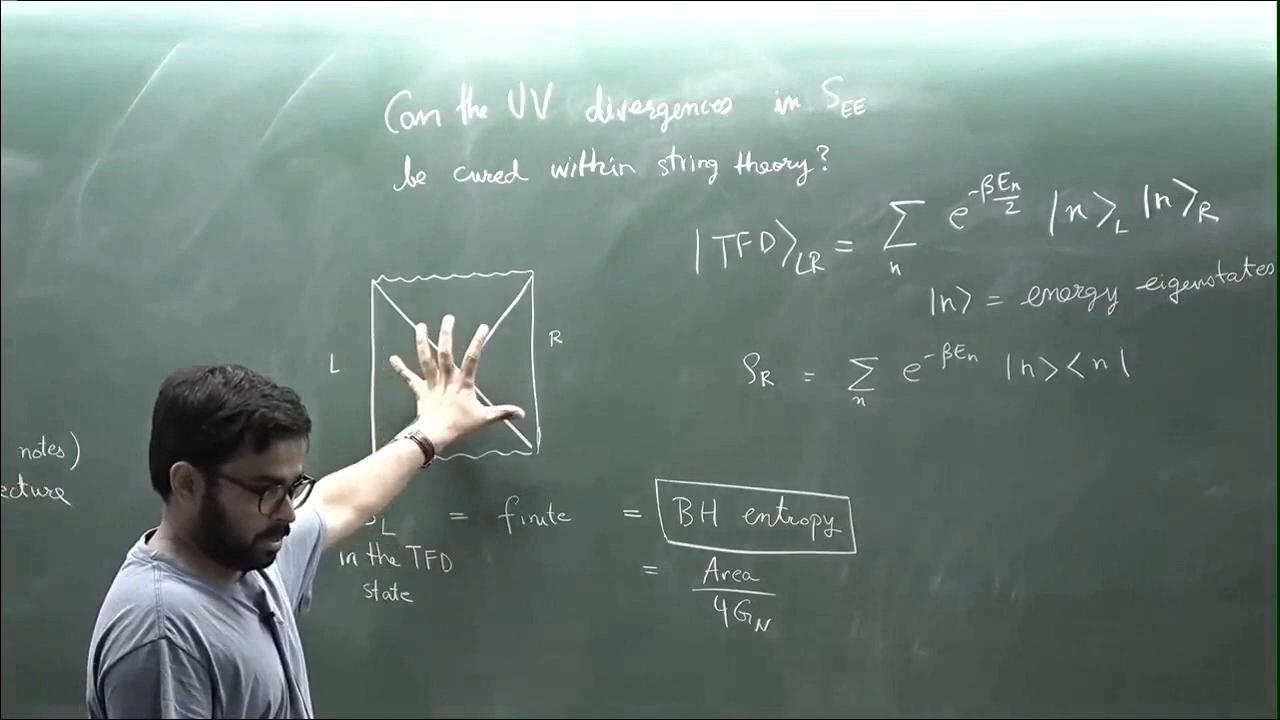 Can the UV divergences in S_EE
be cured within string theory?
|TFD⟩_LR = Σ_n e^{-βE_n/2} |n⟩_L |n⟩_R
|n⟩ = energy eigenstates
L
R
ρ_R = Σ_n e^{-βE_n} |n⟩⟨n|
notes)
ecture
L = finite = BH entropy
in the TFD
state
= Area / 4G_N